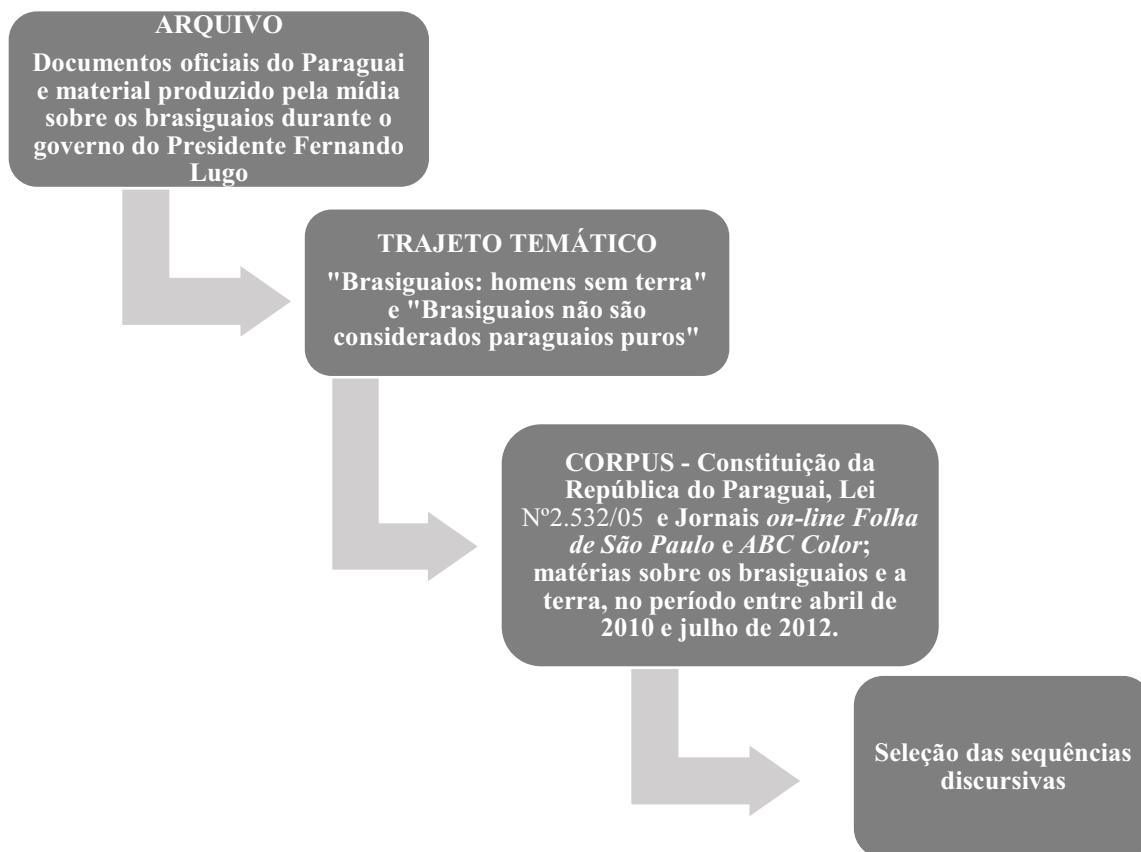 ARQUIVO
Documentos oficiais do Paraguai
e material produzido pela mídia
sobre os brasiguaios durante o
governo do Presidente Fernando
Lugo
TRAJETO TEMÁTICO
"Brasiguaios: homens sem terra"
e "Brasiguaios não são
considerados paraguaios puros"
CORPUS - Constituição da
República do Paraguai, Lei
Nº2.532/05 e Jornais on-line Folha
de São Paulo e ABC Color;
matérias sobre os brasiguaios e a
terra, no período entre abril de
2010 e julho de 2012.
Seleção das sequências
discursivas